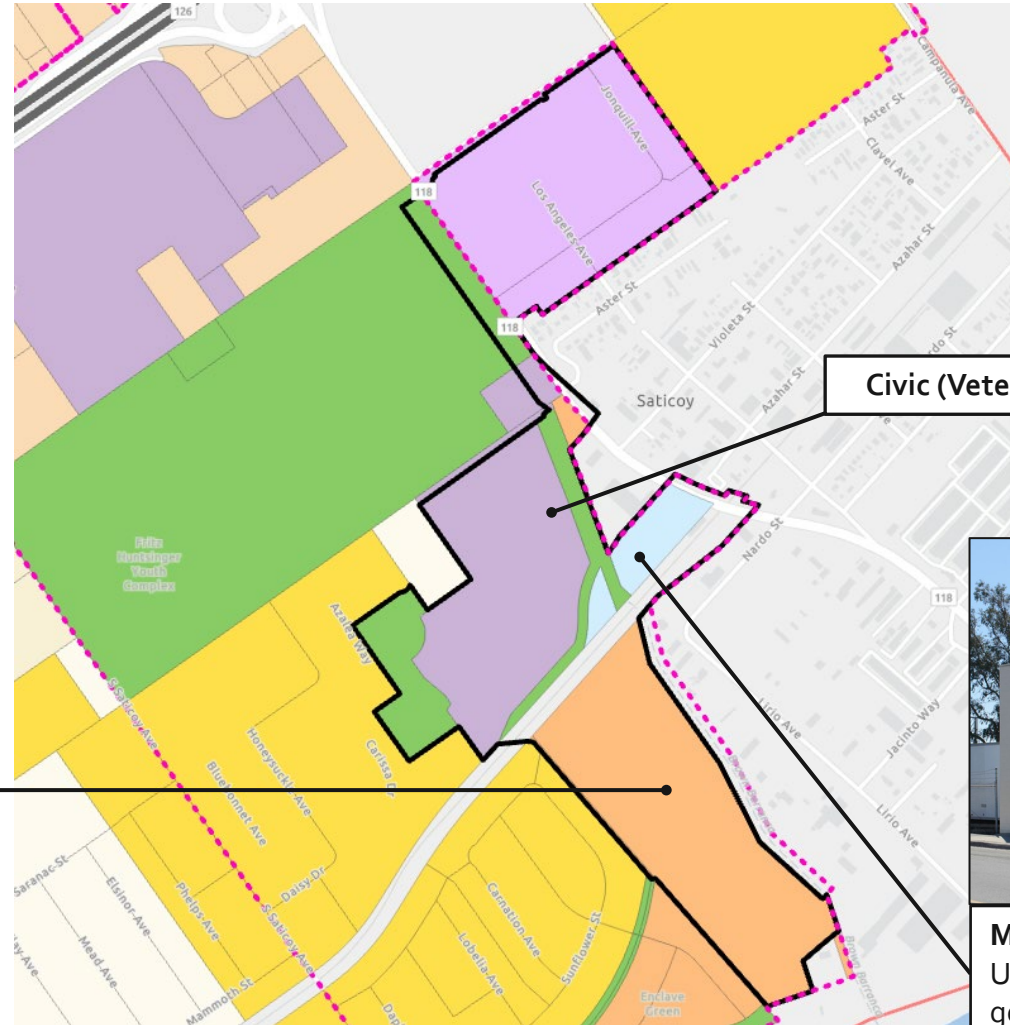 126
Campanula Ave
Jonquill Ave
Aster St
Clavel Ave
118
Los Angeles Ave
Azahar St
Aster St
Violeta St
118
Civic (Vete
Saticoy
Azahar St
Nardo St
Fritz
Huntsinger
Youth
Complex
118
Azalea Way
S Saticoy Ave
Honeysuckle Ave
Carissa Dr
Lirio Ave
Jacinto Way
Bluebonnet Ave
Lirio Ave
Saranac St
Daisy Dr
Elsinor Ave
Phelps Ave
Carnation Ave
Mead Ave
S Saticoy Ave
Sunflower St
Lobelia Ave
Mammoth St
Brown Barranca
M
U
Enclave
Green